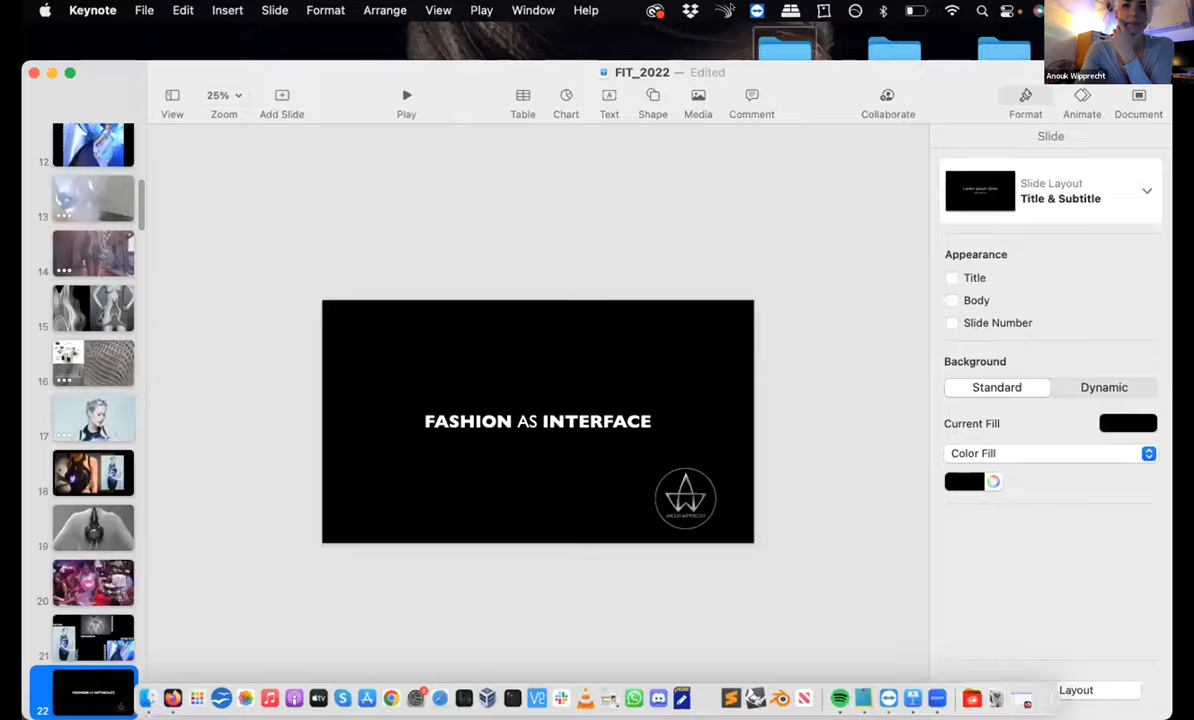 Keynote File Edit Insert Slide Format Arrange View Play Window Help
Anouk Wipprecht
FIT_2022 — Edited
25%
View Zoom Add Slide Play Table Chart Text Shape Media Comment Collaborate Format Animate Document
Slide
Slide Layout
Title & Subtitle
Appearance
Title
Body
Slide Number
Background
Standard Dynamic
Current Fill
Color Fill
12
13
14
15
16
17
18
19
20
21
22
FASHION AS INTERFACE
ANOUK WIPPRECHT
Layout